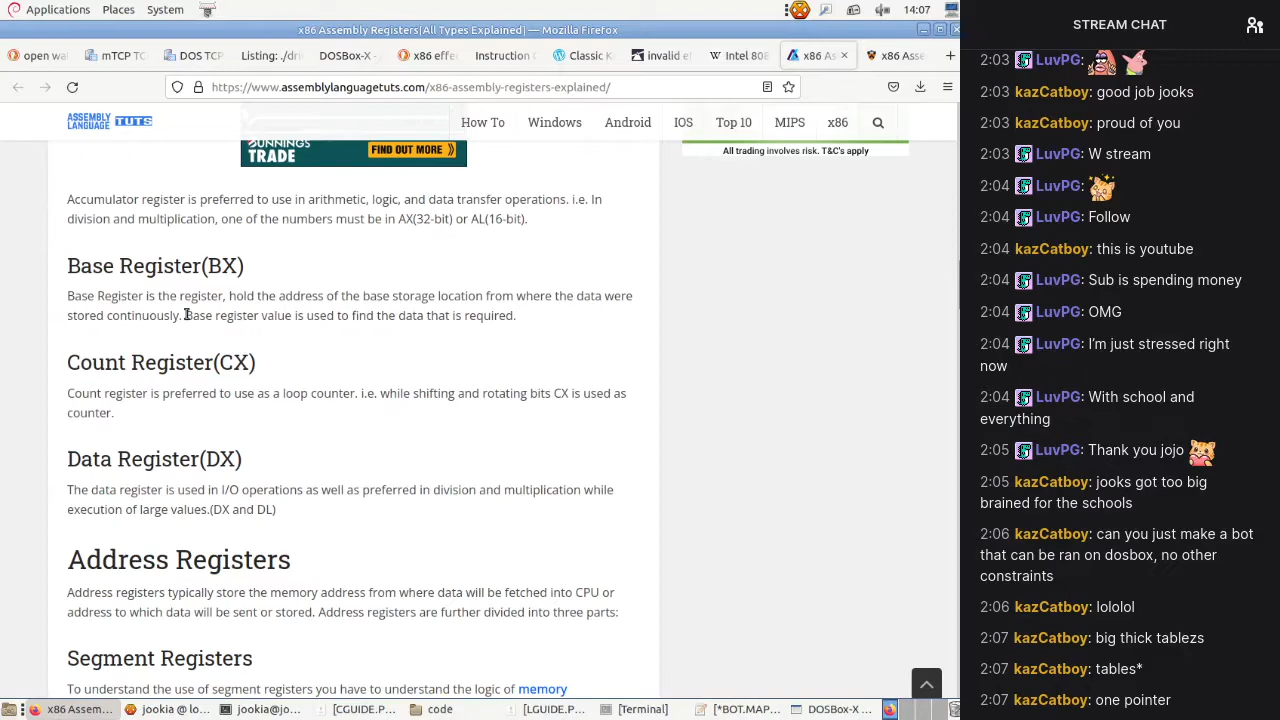 Applications Places System 14:07
x86 Assembly Registers[All Types Explained] — Mozilla Firefox
open wa mTCP TC DOS TCP Listing: ./dri DOSBox-X x86 effec Instruction Classic K invalid ef Intel 808 x86 As x86 Asse
https://www.assemblylanguagetuts.com/x86-assembly-registers-explained/
ASSEMBLY LANGUAGE TUTS How To Windows Android IOS Top 10 MIPS x86
BUNNINGS TRADE FIND OUT MORE
All trading involves risk. T&C's apply
Accumulator register is preferred to use in arithmetic, logic, and data transfer operations. i.e. In
division and multiplication, one of the numbers must be in AX(32-bit) or AL(16-bit).
Base Register(BX)
Base Register is the register, hold the address of the base storage location from where the data were
stored continuously. Base register value is used to find the data that is required.
Count Register(CX)
Count register is preferred to use as a loop counter. i.e. while shifting and rotating bits CX is used as
counter.
Data Register(DX)
The data register is used in I/O operations as well as preferred in division and multiplication while
execution of large values.(DX and DL)
Address Registers
Address registers typically store the memory address from where data will be fetched into CPU or
address to which data will be sent or stored. Address registers are further divided into three parts:
Segment Registers
To understand the use of segment registers you have to understand the logic of memory
x86 Assem... jookia @ lo... jookia@jo... [LGUIDE.P... code [LGUIDE.P... [Terminal] [*BOT.MAP... DOSBox-X ...
STREAM CHAT
2:03 LuvPG:
2:03 kazCatboy: good job jooks
2:03 kazCatboy: proud of you
2:03 LuvPG: W stream
2:04 LuvPG:
2:04 LuvPG: Follow
2:04 kazCatboy: this is youtube
2:04 LuvPG: Sub is spending money
2:04 LuvPG: OMG
2:04 LuvPG: I'm just stressed right
now
2:04 LuvPG: With school and
everything
2:05 LuvPG: Thank you jojo
2:05 kazCatboy: jooks got too big
brained for the schools
2:06 kazCatboy: can you just make a bot
that can be ran on dosbox, no other
constraints
2:06 kazCatboy: lololol
2:07 kazCatboy: big thick tablezs
2:07 kazCatboy: tables*
2:07 kazCatboy: one pointer